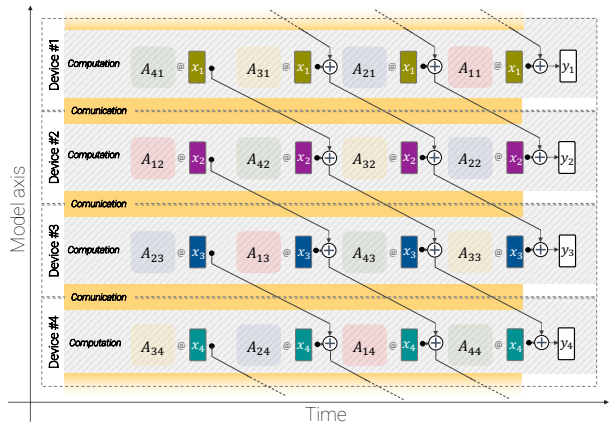 Model axis
Device #1
Computation
A₄₁ @ x₁ A₃₁ @ x₁ A₂₁ @ x₁ A₁₁ @ x₁ y₁
Comunication
Device #2
Computation
A₁₂ @ x₂ A₄₂ @ x₂ A₃₂ @ x₂ A₂₂ @ x₂ y₂
Comunication
Device #3
Computation
A₂₃ @ x₃ A₁₃ @ x₃ A₄₃ @ x₃ A₃₃ @ x₃ y₃
Comunication
Device #4
Computation
A₃₄ @ x₄ A₂₄ @ x₄ A₁₄ @ x₄ A₄₄ @ x₄ y₄
Time